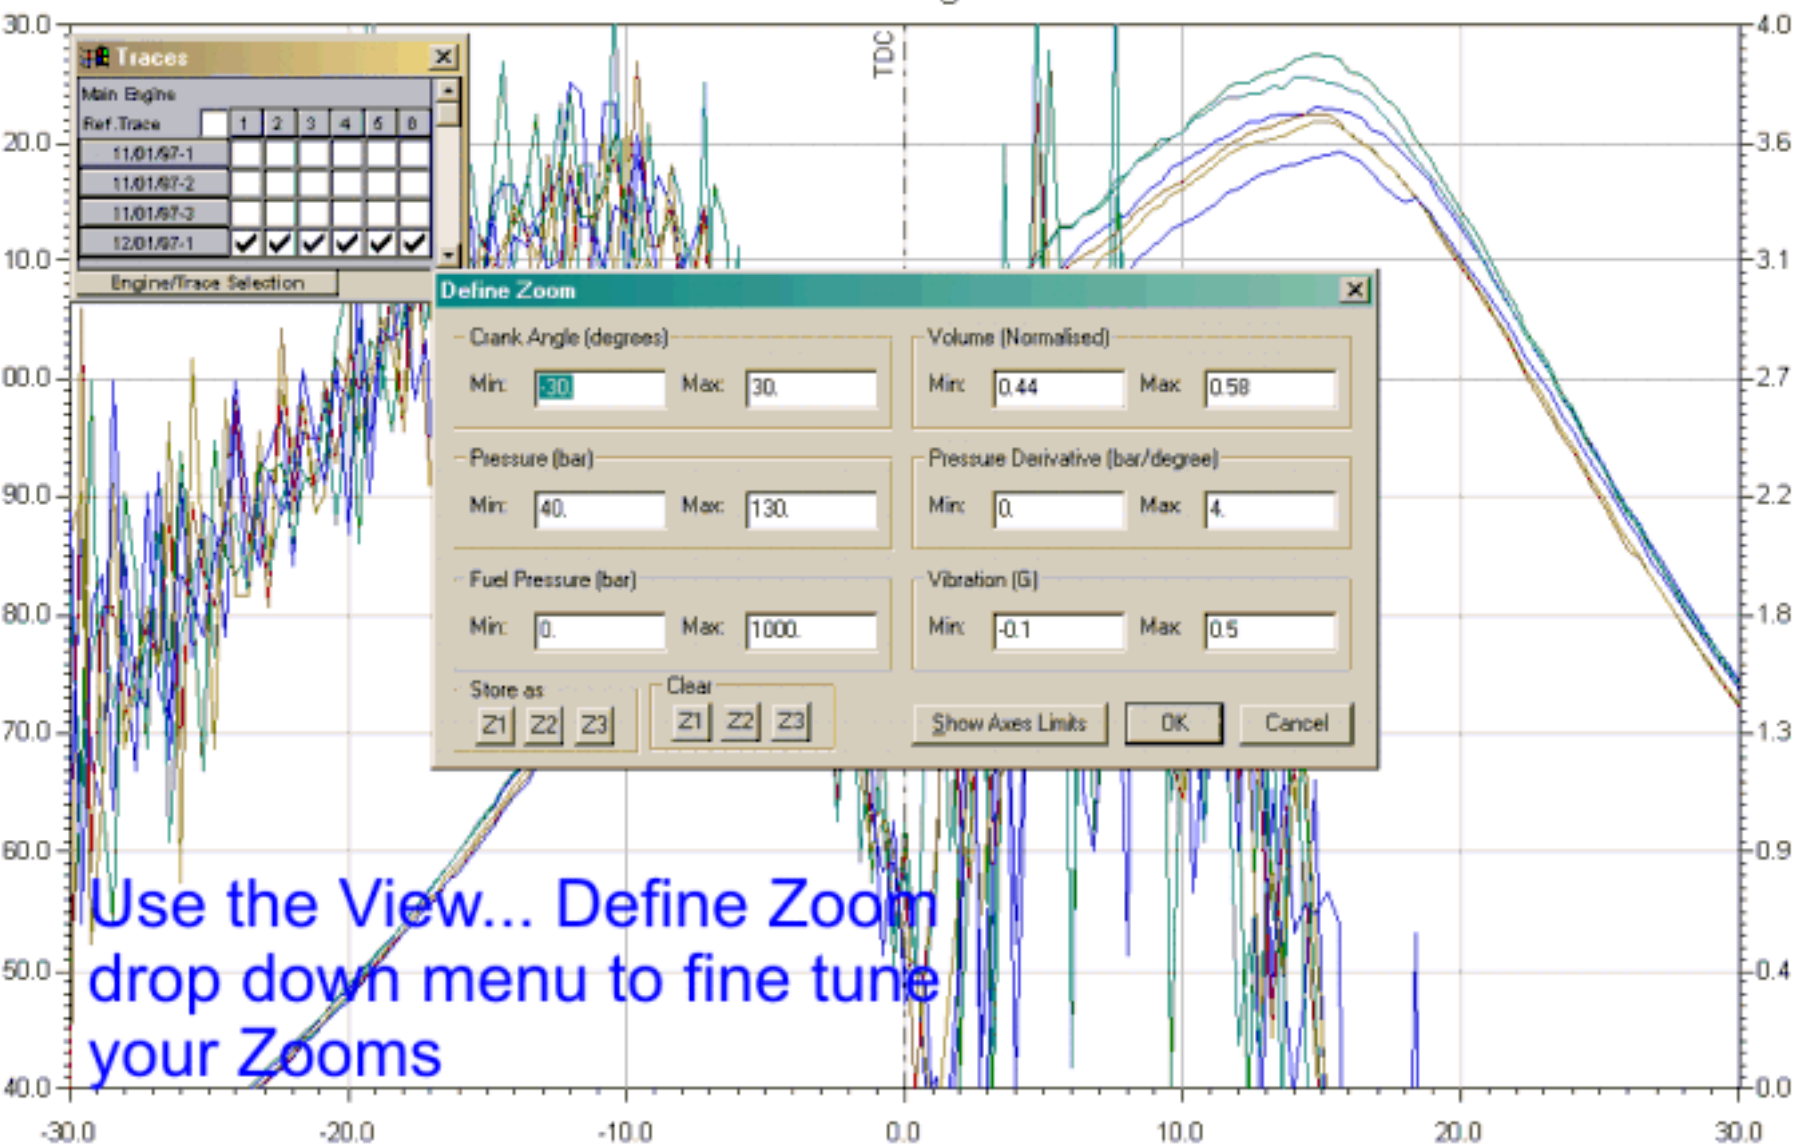 30.0
4.0
TDC
Traces
Main Engine
Ref.Trace 1 2 3 4 5 6
11/01/97-1
11/01/97-2
11/01/97-3
12/01/97-1
Engine/Trace Selection
20.0
3.6
10.0
3.1
Define Zoom
Crank Angle (degrees)
Min: -30 Max: 30.
Volume (Normalised)
Min: 0.44 Max 0.58
00.0
2.7
Pressure (bar)
Min: 40. Max: 130.
Pressure Derivative (bar/degree)
Min: 0. Max 4.
90.0
2.2
Fuel Pressure (bar)
Min: 0. Max: 1000.
Vibration (G)
Min: -0.1 Max 0.5
80.0
1.8
Store as
Z1 Z2 Z3
Clear
Z1 Z2 Z3
Show Axes Limits OK Cancel
70.0
1.3
60.0
0.9
Use the View... Define Zoom
drop down menu to fine tune
your Zooms
50.0
0.4
40.0
0.0
-30.0 -20.0 -10.0 0.0 10.0 20.0 30.0